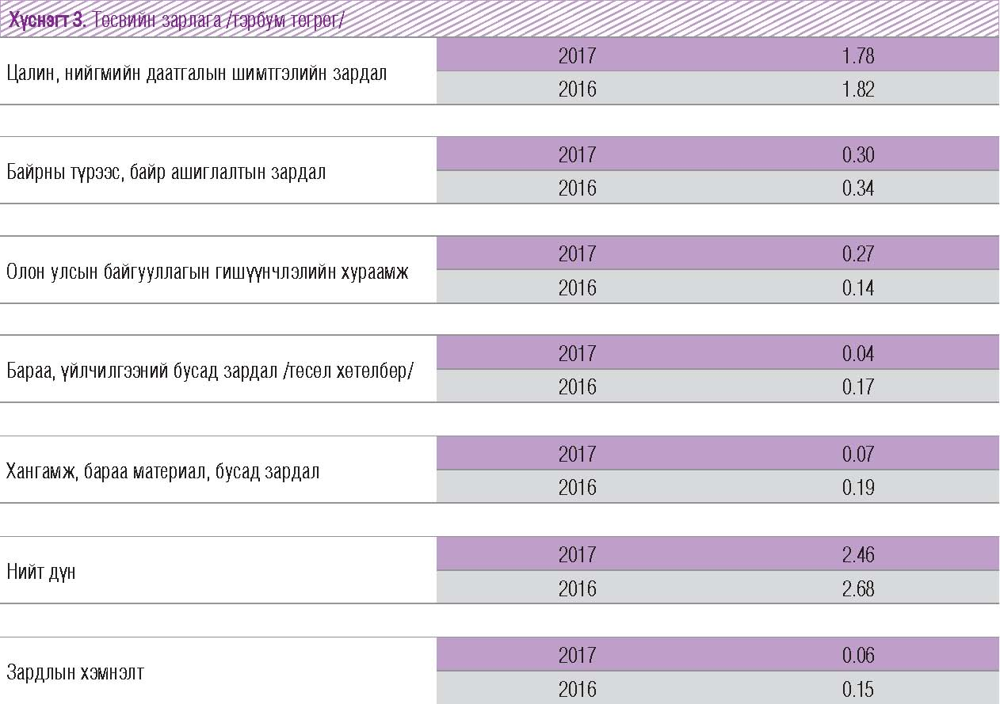 Хүснэгт 3. Төсвийн зарлага /тэрбум төгрөг/
Цалин, нийгмийн даатгалын шимтгэлийн зардал
2017 1.78
2016 1.82
Байрны түрээс, байр ашиглалтын зардал
2017 0.30
2016 0.34
Олон улсын байгууллагын гишүүнчлэлийн хураамж
2017 0.27
2016 0.14
Бараа, үйлчилгээний бусад зардал /төсөл хөтөлбөр/
2017 0.04
2016 0.17
Хангамж, бараа материал, бусад зардал
2017 0.07
2016 0.19
Нийт дүн
2017 2.46
2016 2.68
Зардлын хэмнэлт
2017 0.06
2016 0.15